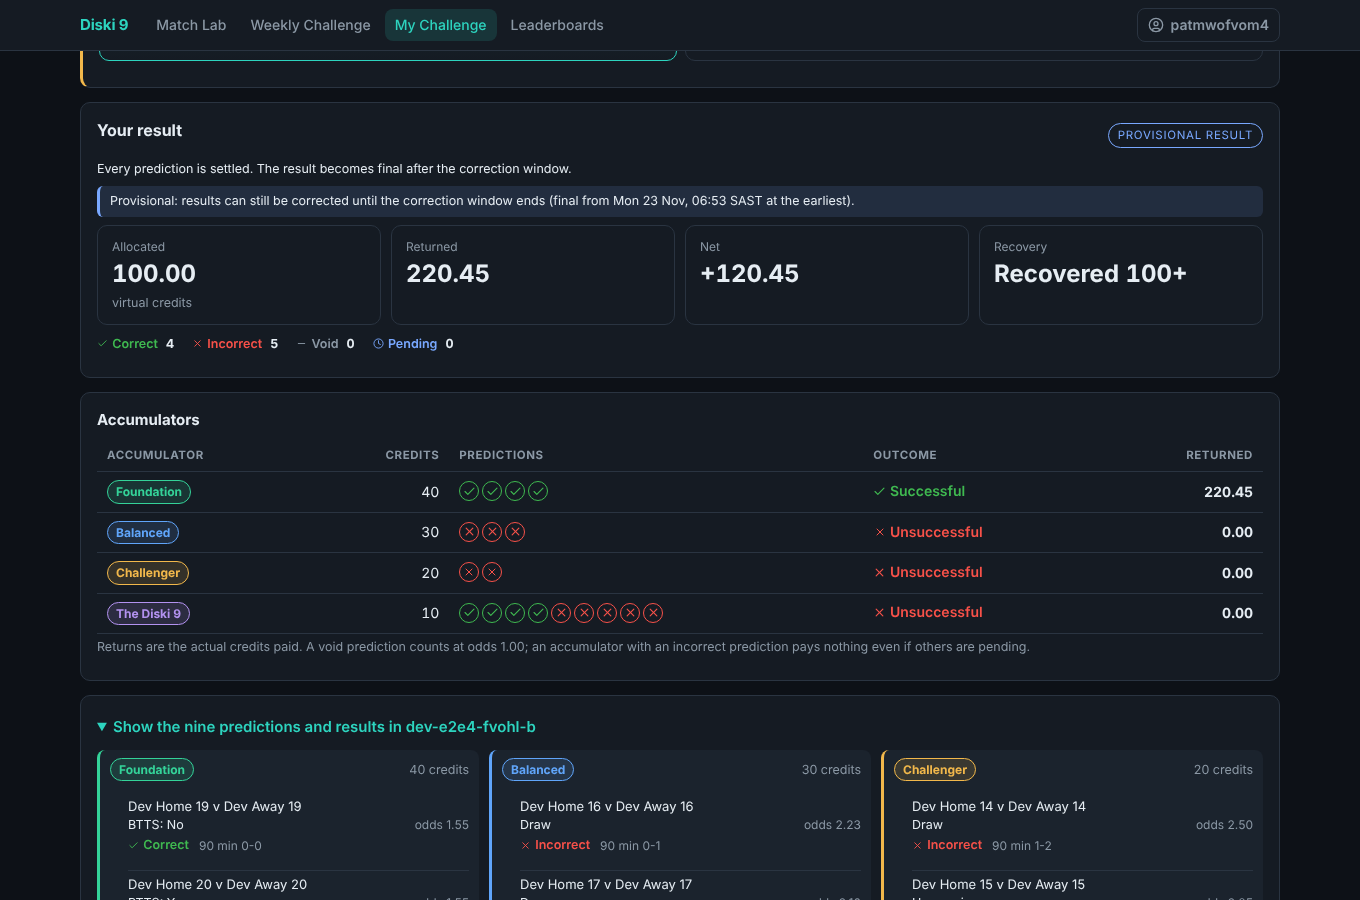 Diski 9 Match Lab Weekly Challenge My Challenge Leaderboards patmwofvom4
Your result PROVISIONAL RESULT
Every prediction is settled. The result becomes final after the correction window.
Provisional: results can still be corrected until the correction window ends (final from Mon 23 Nov, 06:53 SAST at the earliest).
Allocated Returned Net Recovery
100.00 220.45 +120.45 Recovered 100+
virtual credits
Correct 4 Incorrect 5 Void 0 Pending 0
Accumulators
ACCUMULATOR CREDITS PREDICTIONS OUTCOME RETURNED
Foundation 40 Successful 220.45
Balanced 30 Unsuccessful 0.00
Challenger 20 Unsuccessful 0.00
The Diski 9 10 Unsuccessful 0.00
Returns are the actual credits paid. A void prediction counts at odds 1.00; an accumulator with an incorrect prediction pays nothing even if others are pending.
Show the nine predictions and results in dev-e2e4-fvohl-b
Foundation 40 credits Balanced 30 credits Challenger 20 credits
Dev Home 19 v Dev Away 19 Dev Home 16 v Dev Away 16 Dev Home 14 v Dev Away 14
BTTS: No odds 1.55 Draw odds 2.23 Draw odds 2.50
Correct 90 min 0-0 Incorrect 90 min 0-1 Incorrect 90 min 1-2
Dev Home 20 v Dev Away 20 Dev Home 17 v Dev Away 17 Dev Home 15 v Dev Away 15